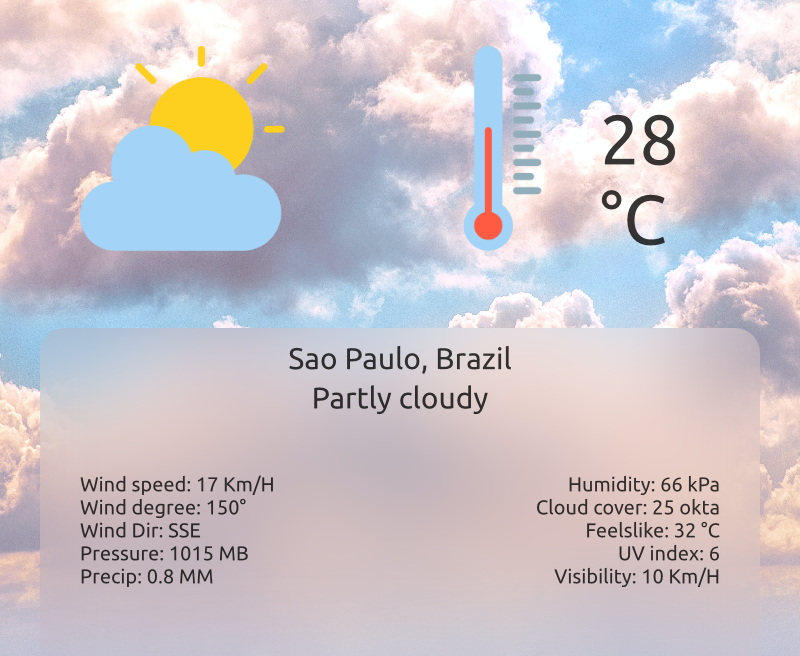 28
°C
Sao Paulo, Brazil
Partly cloudy
Wind speed: 17 Km/H
Wind degree: 150°
Wind Dir: SSE
Pressure: 1015 MB
Precip: 0.8 MM
Humidity: 66 kPa
Cloud cover: 25 okta
Feelslike: 32 °C
UV index: 6
Visibility: 10 Km/H